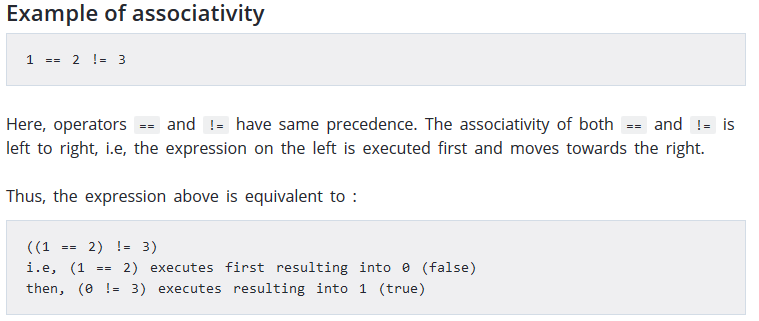 Example of associativity
1 == 2 != 3
Here, operators == and != have same precedence. The associativity of both == and != is
left to right, i.e, the expression on the left is executed first and moves towards the right.
Thus, the expression above is equivalent to :
((1 == 2) != 3)
i.e, (1 == 2) executes first resulting into 0 (false)
then, (0 != 3) executes resulting into 1 (true)